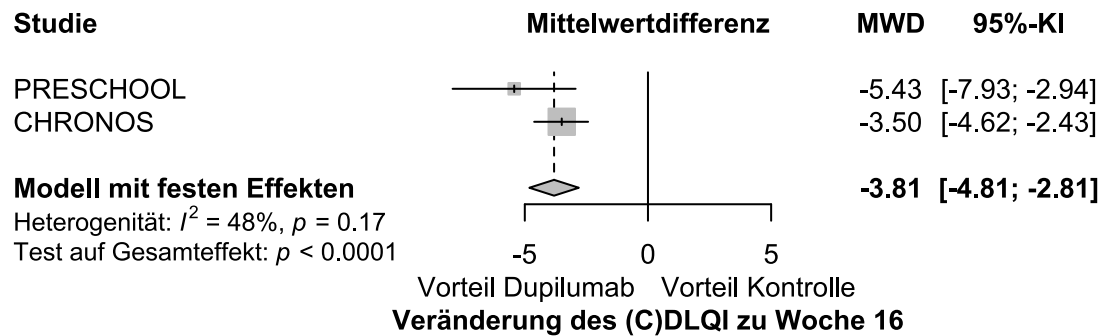 Studie Mittelwertdifferenz MWD 95%-KI
PRESCHOOL -5.43 [-7.93; -2.94]
CHRONOS -3.50 [-4.62; -2.43]
Modell mit festen Effekten -3.81 [-4.81; -2.81]
Heterogenität: I² = 48%, p = 0.17
Test auf Gesamteffekt: p < 0.0001
-5 0 5
Vorteil Dupilumab Vorteil Kontrolle
Veränderung des (C)DLQI zu Woche 16